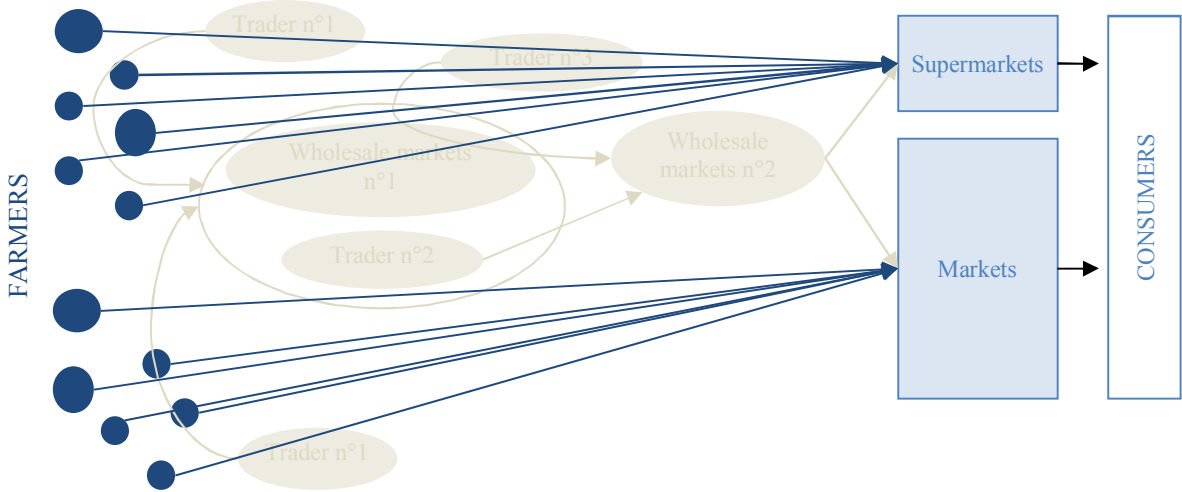 Trader n°1
Trader n°3
Supermarkets
Wholesale markets
n°1
Wholesale
markets n°2
FARMERS
Trader n°2
Markets
CONSUMERS
Trader n°1